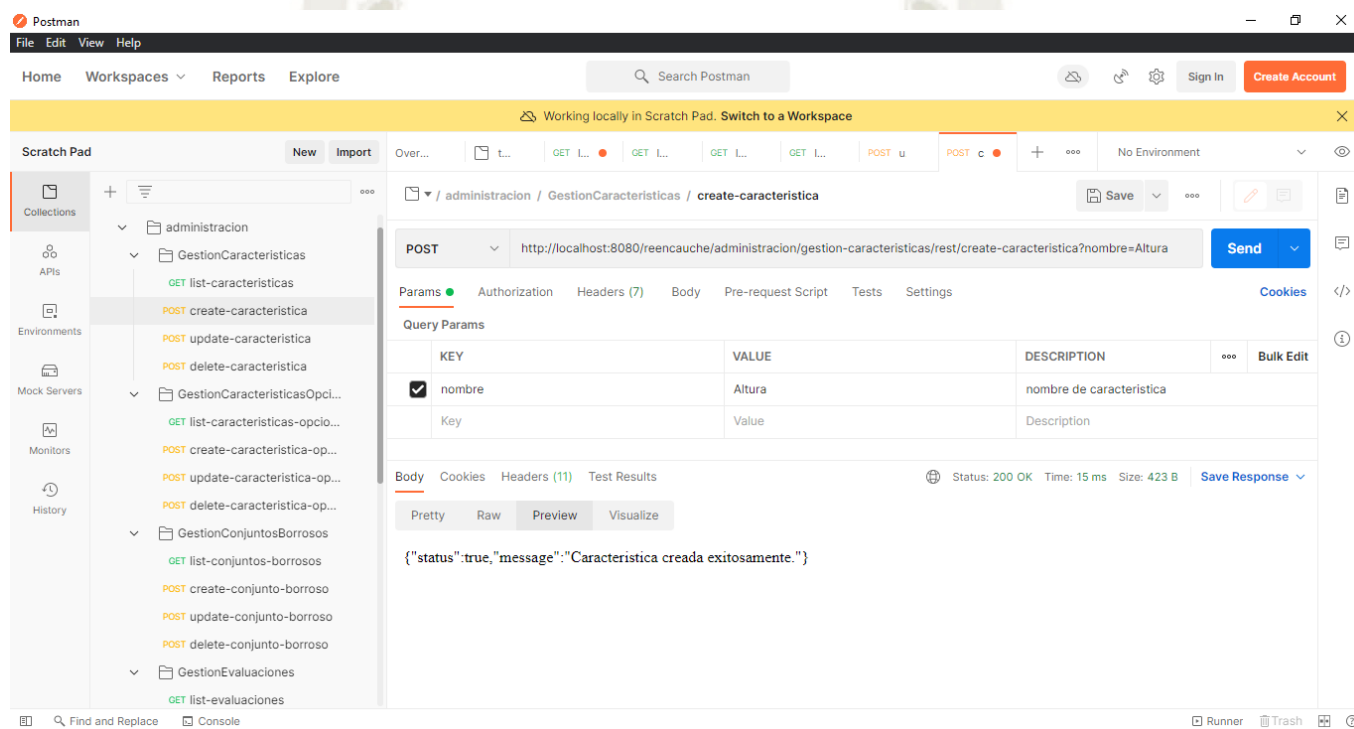 Postman
File Edit View Help
Home Workspaces Reports Explore Search Postman Sign In Create Account
Working locally in Scratch Pad. Switch to a Workspace
Scratch Pad New Import Over... t... GET l... GET l... GET l... GET l... POST u POST c No Environment
Collections
APIs
Environments
Mock Servers
Monitors
History
administracion
GestionCaracteristicas
GET list-caracteristicas
POST create-caracteristica
POST update-caracteristica
POST delete-caracteristica
GestionCaracteristicasOpci...
GET list-caracteristicas-opcio...
POST create-caracteristica-op...
POST update-caracteristica-op...
POST delete-caracteristica-op...
GestionConjuntosBorrosos
GET list-conjuntos-borrosos
POST create-conjunto-borroso
POST update-conjunto-borroso
POST delete-conjunto-borroso
GestionEvaluaciones
GET list-evaluaciones
/ administracion / GestionCaracteristicas / create-caracteristica Save
POST http://localhost:8080/reencauche/administracion/gestion-caracteristicas/rest/create-caracteristica?nombre=Altura Send
Params Authorization Headers (7) Body Pre-request Script Tests Settings Cookies
Query Params
KEY VALUE DESCRIPTION Bulk Edit
nombre Altura nombre de caracteristica
Key Value Description
Body Cookies Headers (11) Test Results Status: 200 OK Time: 15 ms Size: 423 B Save Response
Pretty Raw Preview Visualize
{"status":true,"message":"Caracteristica creada exitosamente."}
Find and Replace Console Runner Trash